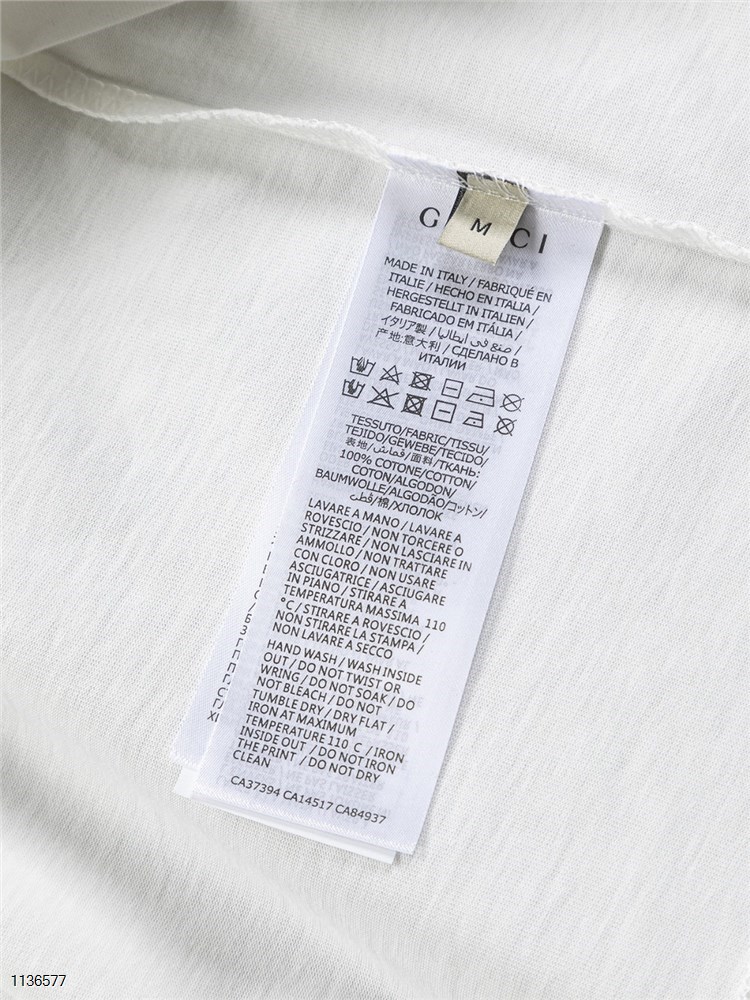 G M CI
MADE IN ITALY / FABRIQUÉ EN
ITALIE / HECHO EN ITALIA /
HERGESTELLT IN ITALIEN /
FABRICADO EM ITÁLIA /
イタリア製 / صنع في ايطاليا /
产地:意大利 / СДЕЛАНО В
ИТАЛИИ
TESSUTO/FABRIC/TISSU/
TEJIDO/GEWEBE/TECIDO/
表地/قماش/面料/ТКАНЬ:
100% COTONE/COTTON/
COTON/ALGODON/
BAUMWOLLE/ALGODÃO/コットン/
قطن/棉/ХЛОПОК
LAVARE A MANO / LAVARE A
ROVESCIO / NON TORCERE O
STRIZZARE / NON LASCIARE IN
AMMOLLO / NON TRATTARE
CON CLORO / NON USARE
ASCIUGATRICE / ASCIUGARE
IN PIANO / STIRARE A
TEMPERATURA MASSIMA 110
°C / STIRARE A ROVESCIO /
NON STIRARE LA STAMPA /
NON LAVARE A SECCO
HAND WASH / WASH INSIDE
OUT / DO NOT TWIST OR
WRING / DO NOT SOAK / DO
NOT BLEACH / DO NOT
TUMBLE DRY / DRY FLAT /
IRON AT MAXIMUM
TEMPERATURE 110 C / IRON
INSIDE OUT / DO NOT IRON
THE PRINT / DO NOT DRY
CLEAN
CA37394 CA14517 CA84937
1136577